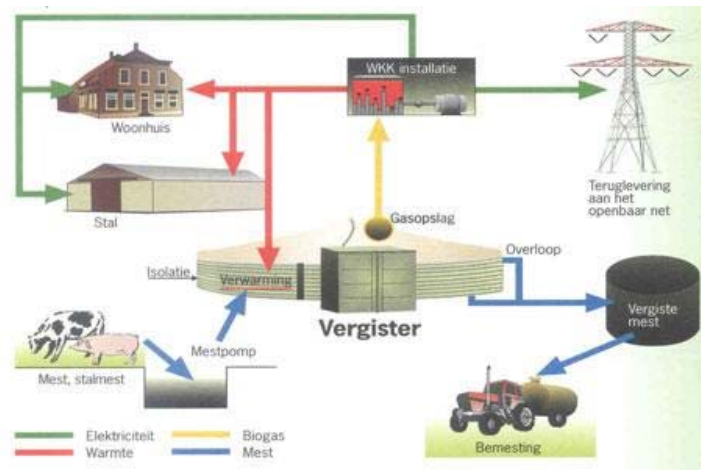 WKK installatie
Woonhuis
Stal
Teruglevering
aan het
openbaar net
Gasopslag
Overloop
Isolatie
Verwarming
Vergister
Vergiste
mest
Mestpomp
Mest, stalmest
Bemesting
Elektriciteit
Biogas
Warmte
Mest